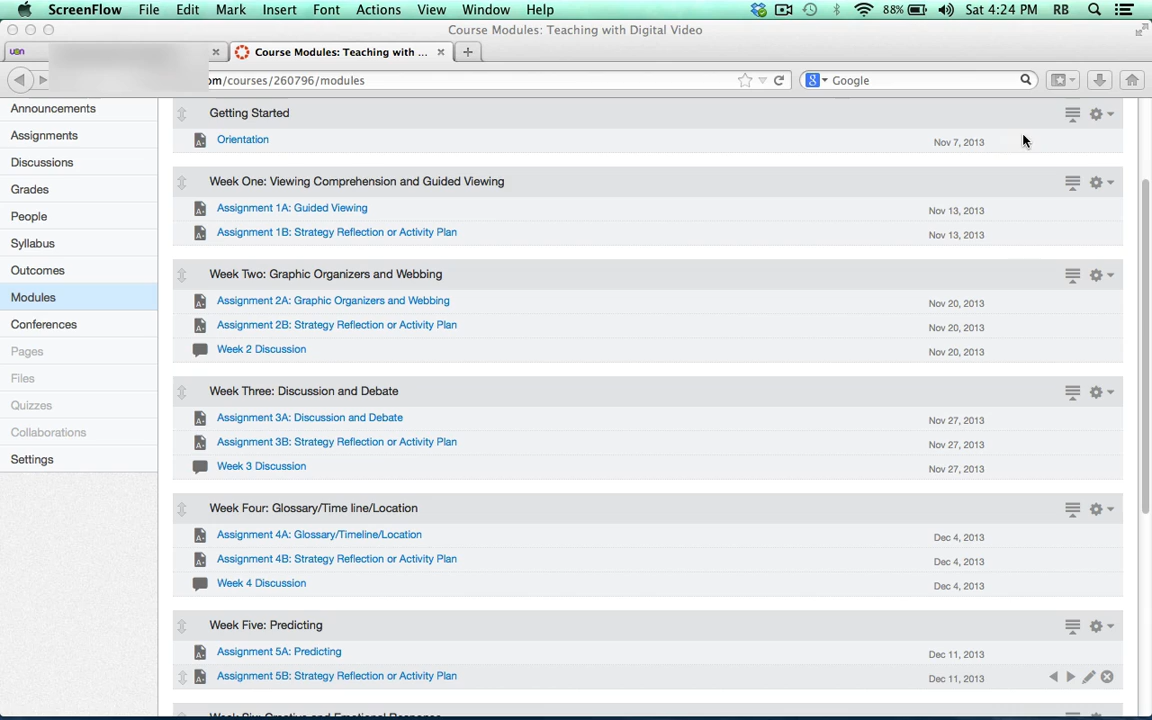 ScreenFlow File Edit Mark Insert Font Actions View Window Help 88% Sat 4:24 PM RB
Course Modules: Teaching with Digital Video
Course Modules: Teaching with ...
om/courses/260796/modules
Google
Announcements
Assignments
Discussions
Grades
People
Syllabus
Outcomes
Modules
Conferences
Pages
Files
Quizzes
Collaborations
Settings
Getting Started
Orientation Nov 7, 2013
Week One: Viewing Comprehension and Guided Viewing
Assignment 1A: Guided Viewing Nov 13, 2013
Assignment 1B: Strategy Reflection or Activity Plan Nov 13, 2013
Week Two: Graphic Organizers and Webbing
Assignment 2A: Graphic Organizers and Webbing Nov 20, 2013
Assignment 2B: Strategy Reflection or Activity Plan Nov 20, 2013
Week 2 Discussion Nov 20, 2013
Week Three: Discussion and Debate
Assignment 3A: Discussion and Debate Nov 27, 2013
Assignment 3B: Strategy Reflection or Activity Plan Nov 27, 2013
Week 3 Discussion Nov 27, 2013
Week Four: Glossary/Time line/Location
Assignment 4A: Glossary/Timeline/Location Dec 4, 2013
Assignment 4B: Strategy Reflection or Activity Plan Dec 4, 2013
Week 4 Discussion Dec 4, 2013
Week Five: Predicting
Assignment 5A: Predicting Dec 11, 2013
Assignment 5B: Strategy Reflection or Activity Plan Dec 11, 2013
Week Six: Creative and Emotional Response